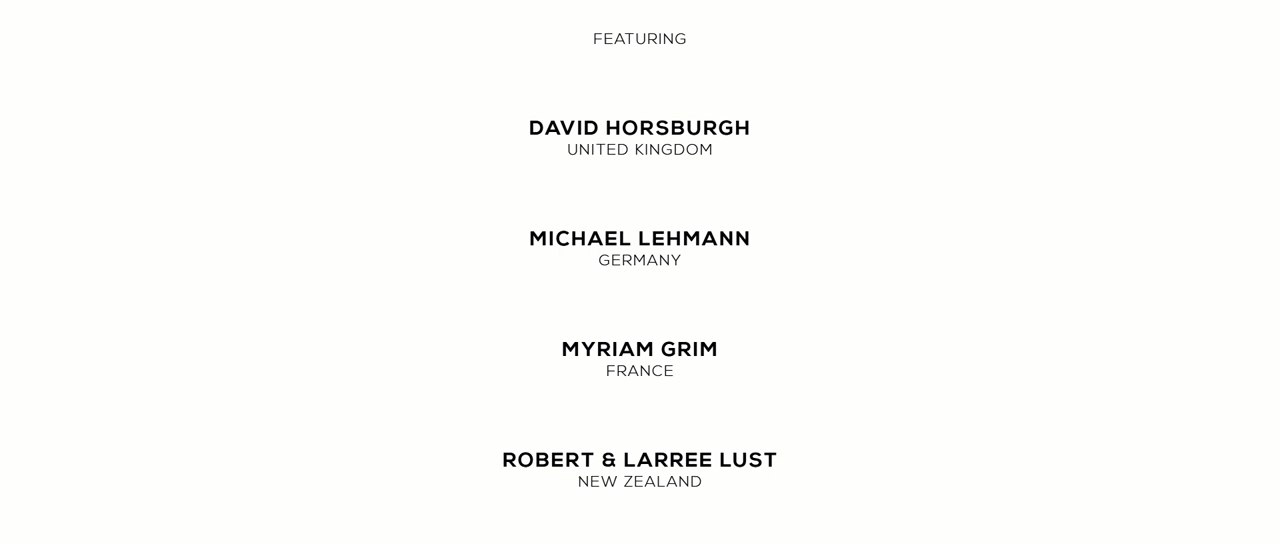 FEATURING
DAVID HORSBURGH
UNITED KINGDOM
MICHAEL LEHMANN
GERMANY
MYRIAM GRIM
FRANCE
ROBERT & LARREE LUST
NEW ZEALAND